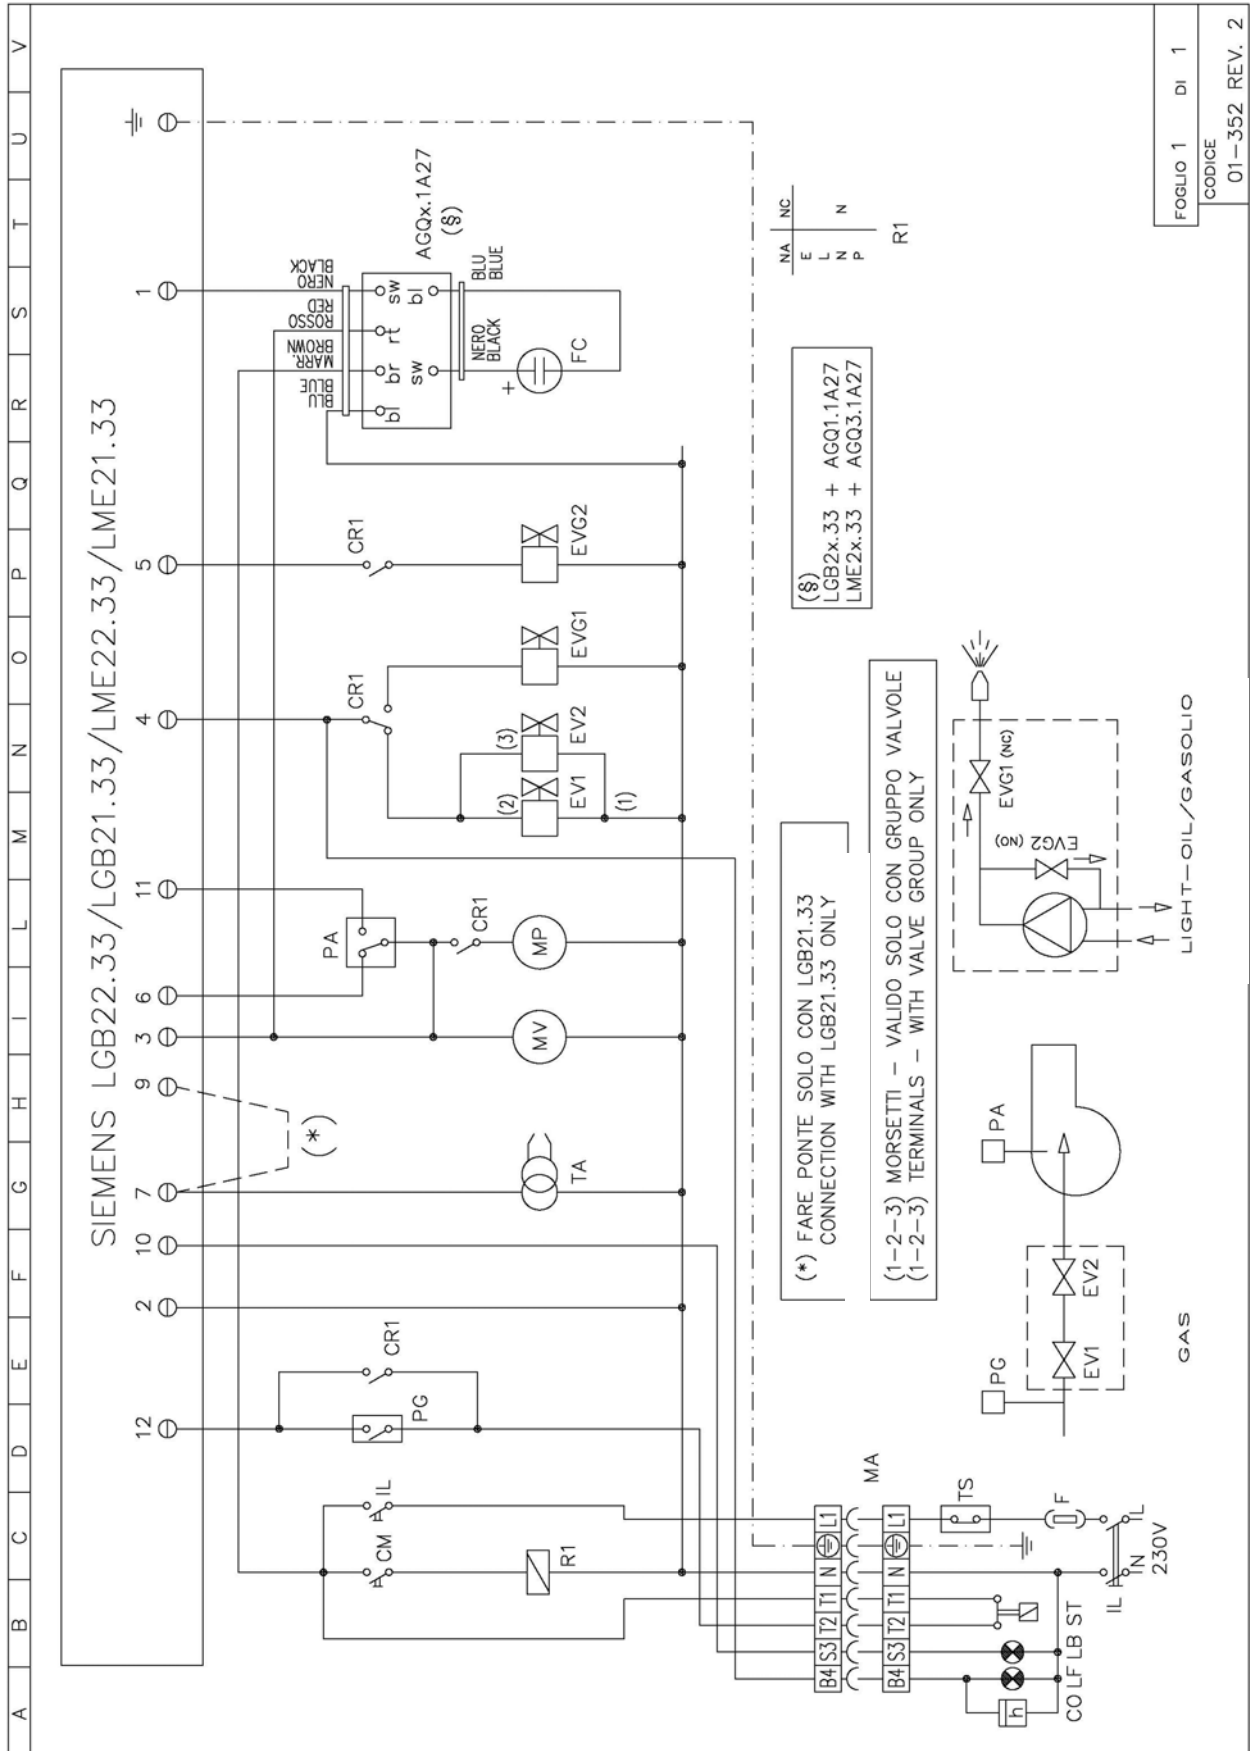 A B C D E F G H I L M N O P Q R S T U V
SIEMENS LGB22.33/LGB21.33/LME22.33/LME21.33
12 2 10 7 9 3 6 11 4 5 1
(*)
CM
IL
PG
CR1
R1
TA
MV
PA
CR1
MP
CR1
(2) (3)
EV1 EV2
(1)
EVG1
CR1
EVG2
BLU
BLUE
MARR.
BROWN
ROSSO
RED
NERO
BLACK
bl br rt sw
sw bl
AGQx.1A27
(§)
NERO
BLACK
BLU
BLUE
+
FC
B4 S3 T2 T1 N L1
MA
B4 S3 T2 T1 N L1
TS
F
h
CO LF LB ST
IL
N L
230V
(*) FARE PONTE SOLO CON LGB21.33
CONNECTION WITH LGB21.33 ONLY
(1-2-3) MORSETTI - VALIDO SOLO CON GRUPPO VALVOLE
(1-2-3) TERMINALS - WITH VALVE GROUP ONLY
(§)
LGB2x.33 + AGQ1.1A27
LME2x.33 + AGQ3.1A27
NA NC
E
L
N N
P
R1
PG
EV1 EV2
PA
GAS
EVG2 (NO)
EVG1 (NC)
LIGHT-OIL/GASOLIO
FOGLIO 1 DI 1
CODICE
01-352 REV. 2